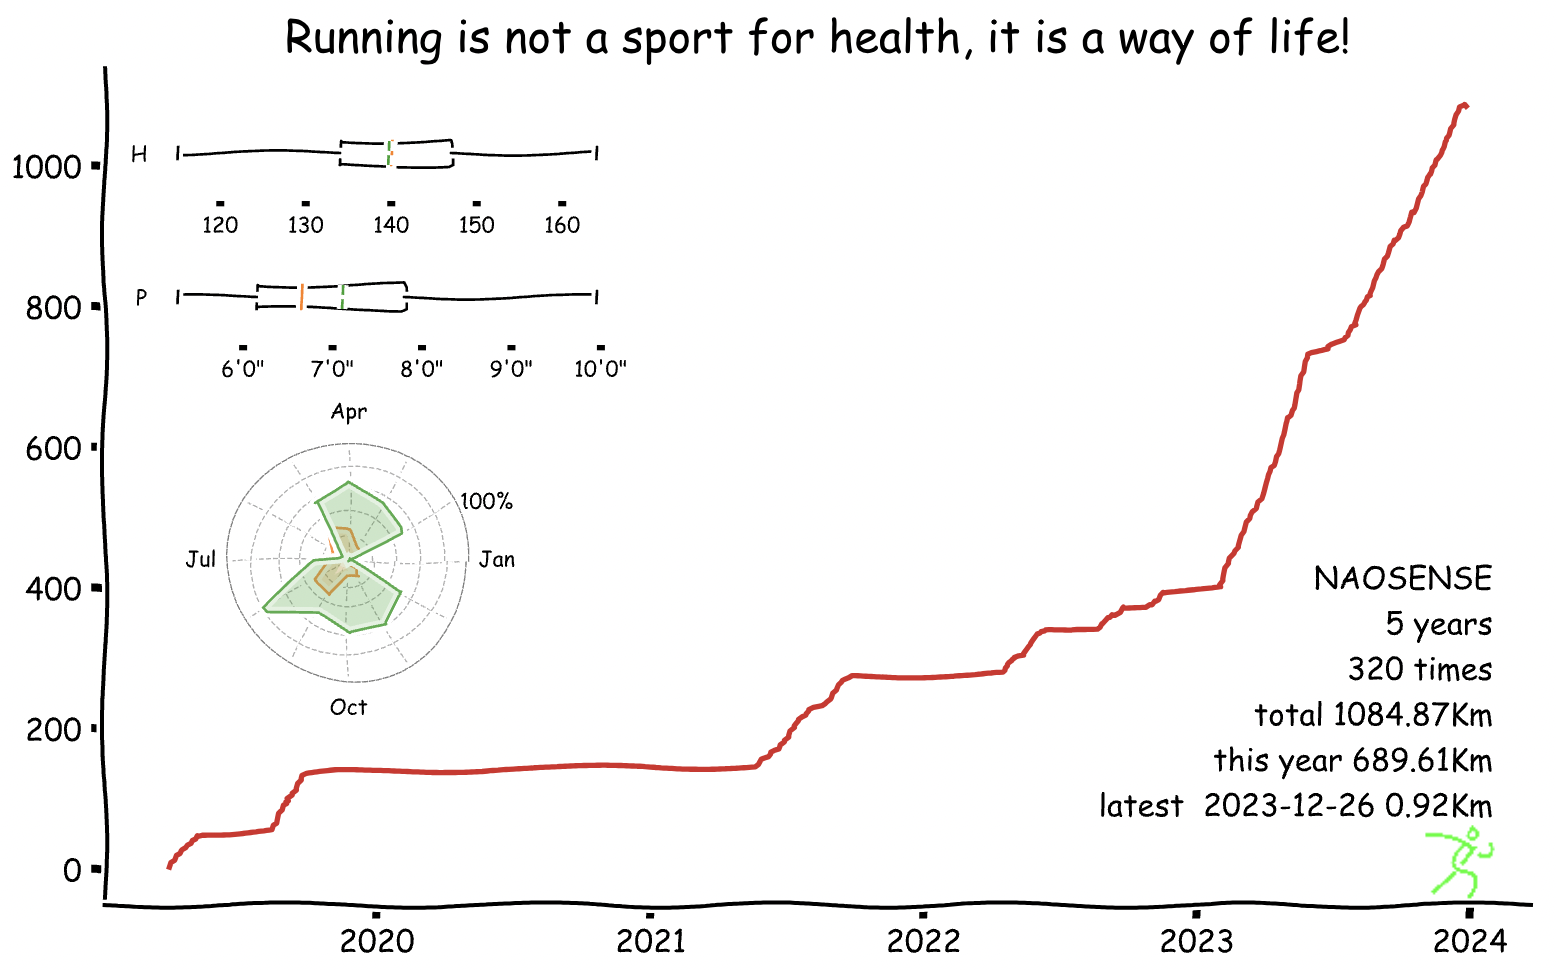 Running is not a sport for health, it is a way of life!
H
120 130 140 150 160
P
6'0" 7'0" 8'0" 9'0" 10'0"
Apr
100%
Jul
Jan
Oct
1000
800
600
400
200
0
NAOSENSE
5 years
320 times
total 1084.87Km
this year 689.61Km
latest 2023-12-26 0.92Km
2020 2021 2022 2023 2024